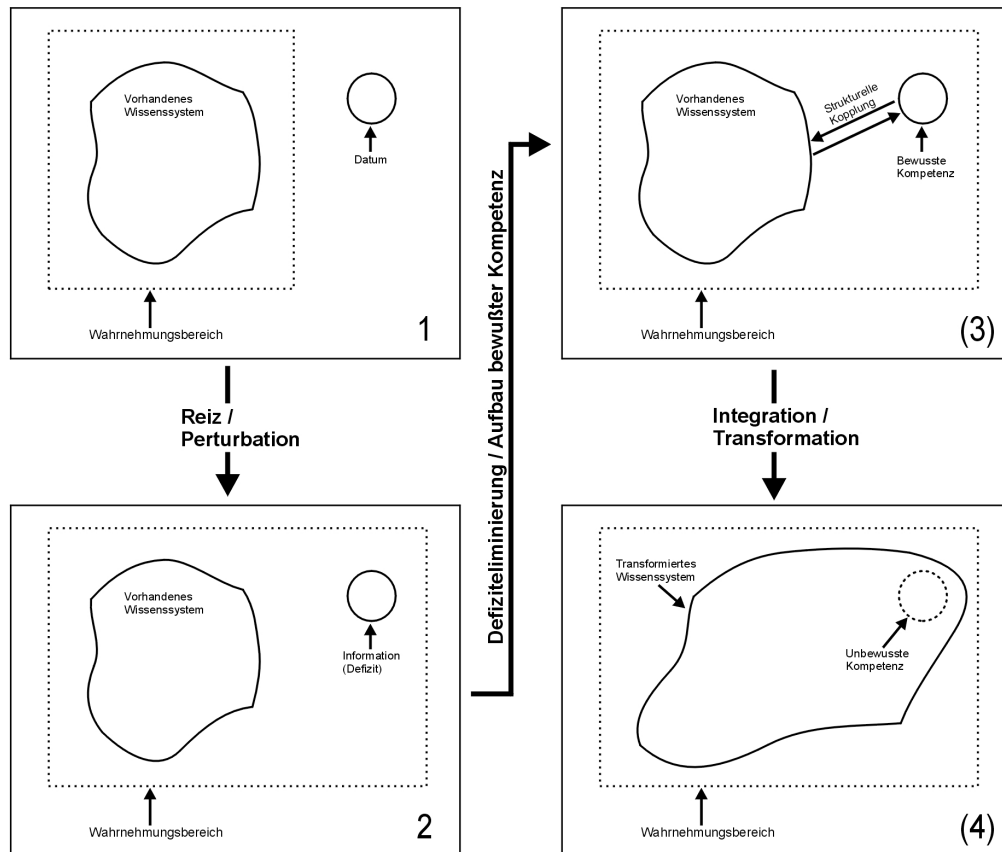 Vorhandenes
Wissenssystem
Datum
Wahrnehmungsbereich
1
Reiz /
Perturbation
Vorhandenes
Wissenssystem
Information
(Defizit)
Wahrnehmungsbereich
2
Defiziteliminierung / Aufbau bewußter Kompetenz
Vorhandenes
Wissenssystem
Strukturelle
Kopplung
Bewusste
Kompetenz
Wahrnehmungsbereich
(3)
Integration /
Transformation
Transformiertes
Wissenssystem
Unbewusste
Kompetenz
Wahrnehmungsbereich
(4)